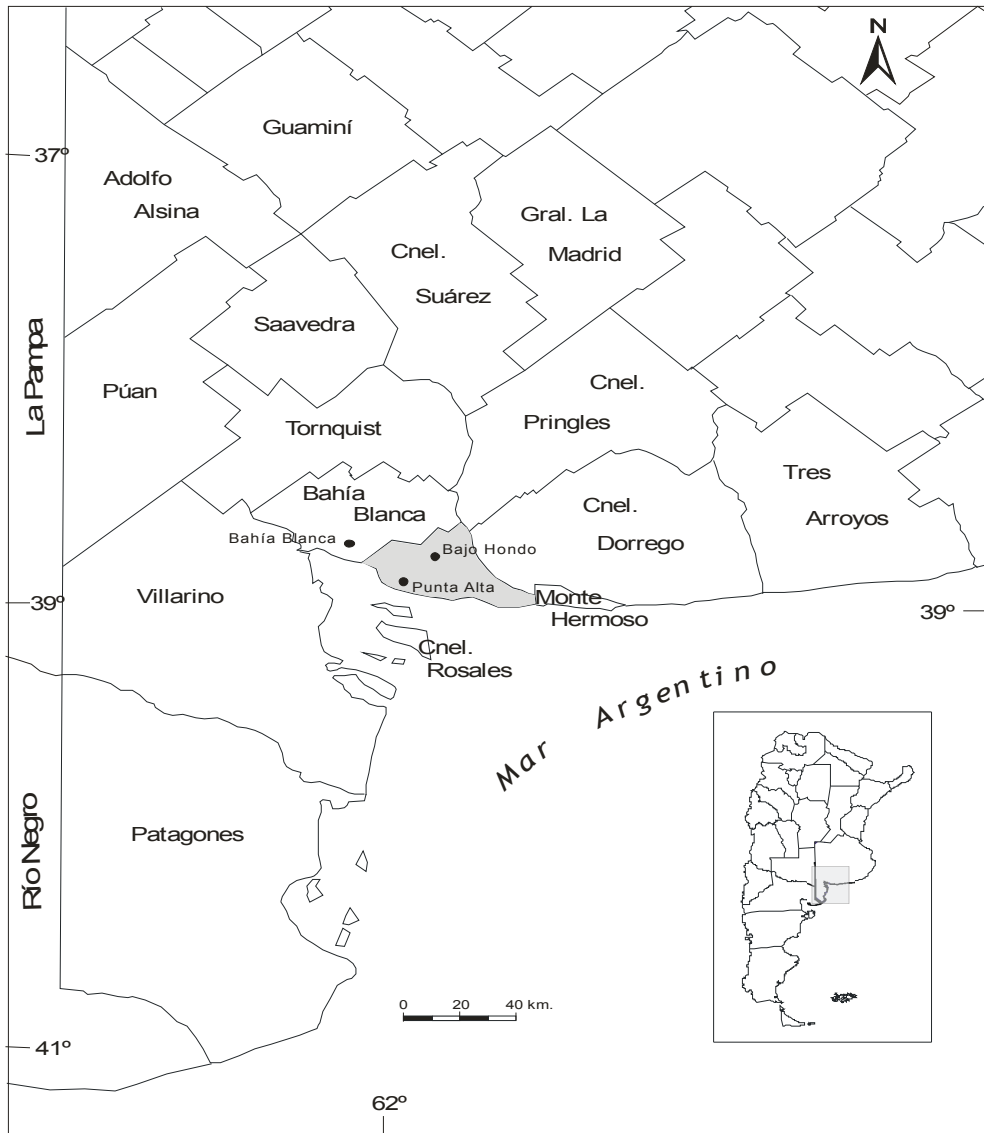 N
Guaminí
37º
Adolfo
Alsina
Gral. La
Madrid
Cnel.
Suárez
Saavedra
La Pampa
Púan
Cnel.
Pringles
Tornquist
Tres
Arroyos
Bahía
Blanca
Cnel.
Dorrego
Bahía Blanca
Bajo Hondo
Punta Alta
Villarino
39º
Monte
Hermoso
39º
Cnel.
Rosales
Mar Argentino
Río Negro
Patagones
0 20 40 km.
41º
62º